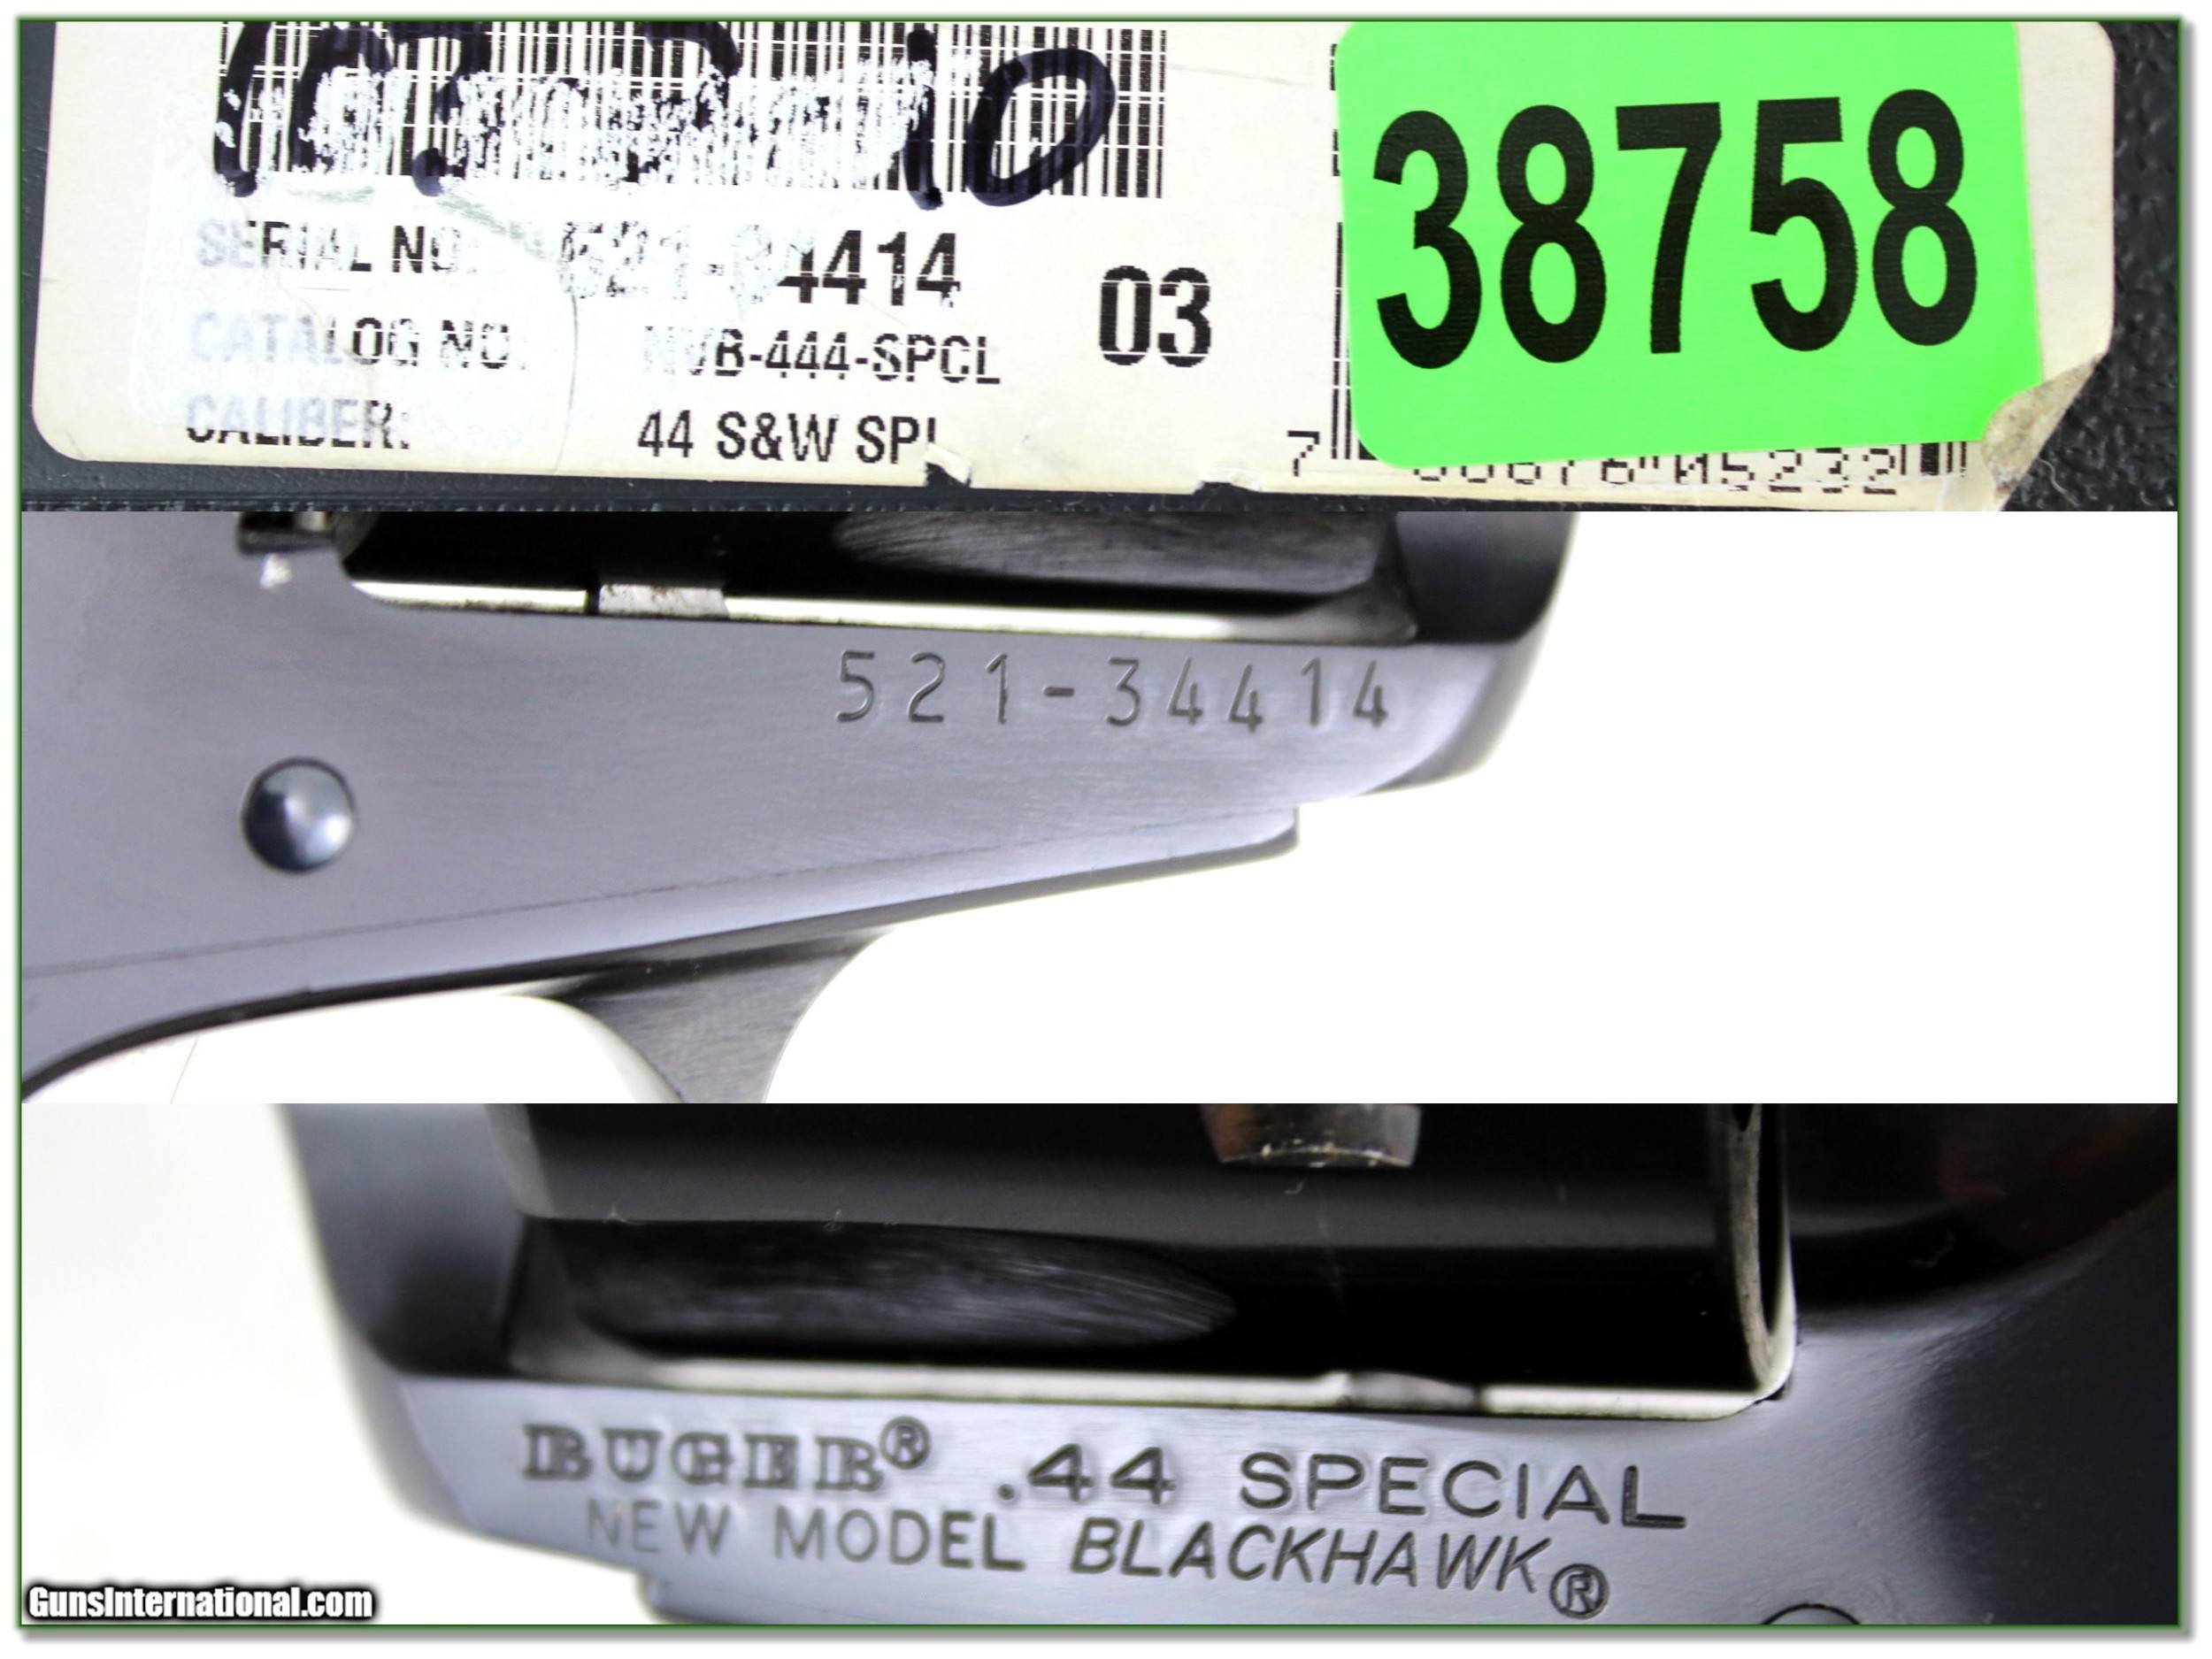 38758
SERIAL NO. 521-34414
03
CATALOG NO. NVB-444-SPCL
CALIBER: 44 S&W SPL
7
521-34414
RUGER® .44 SPECIAL
NEW MODEL BLACKHAWK®
GunsInternational.com